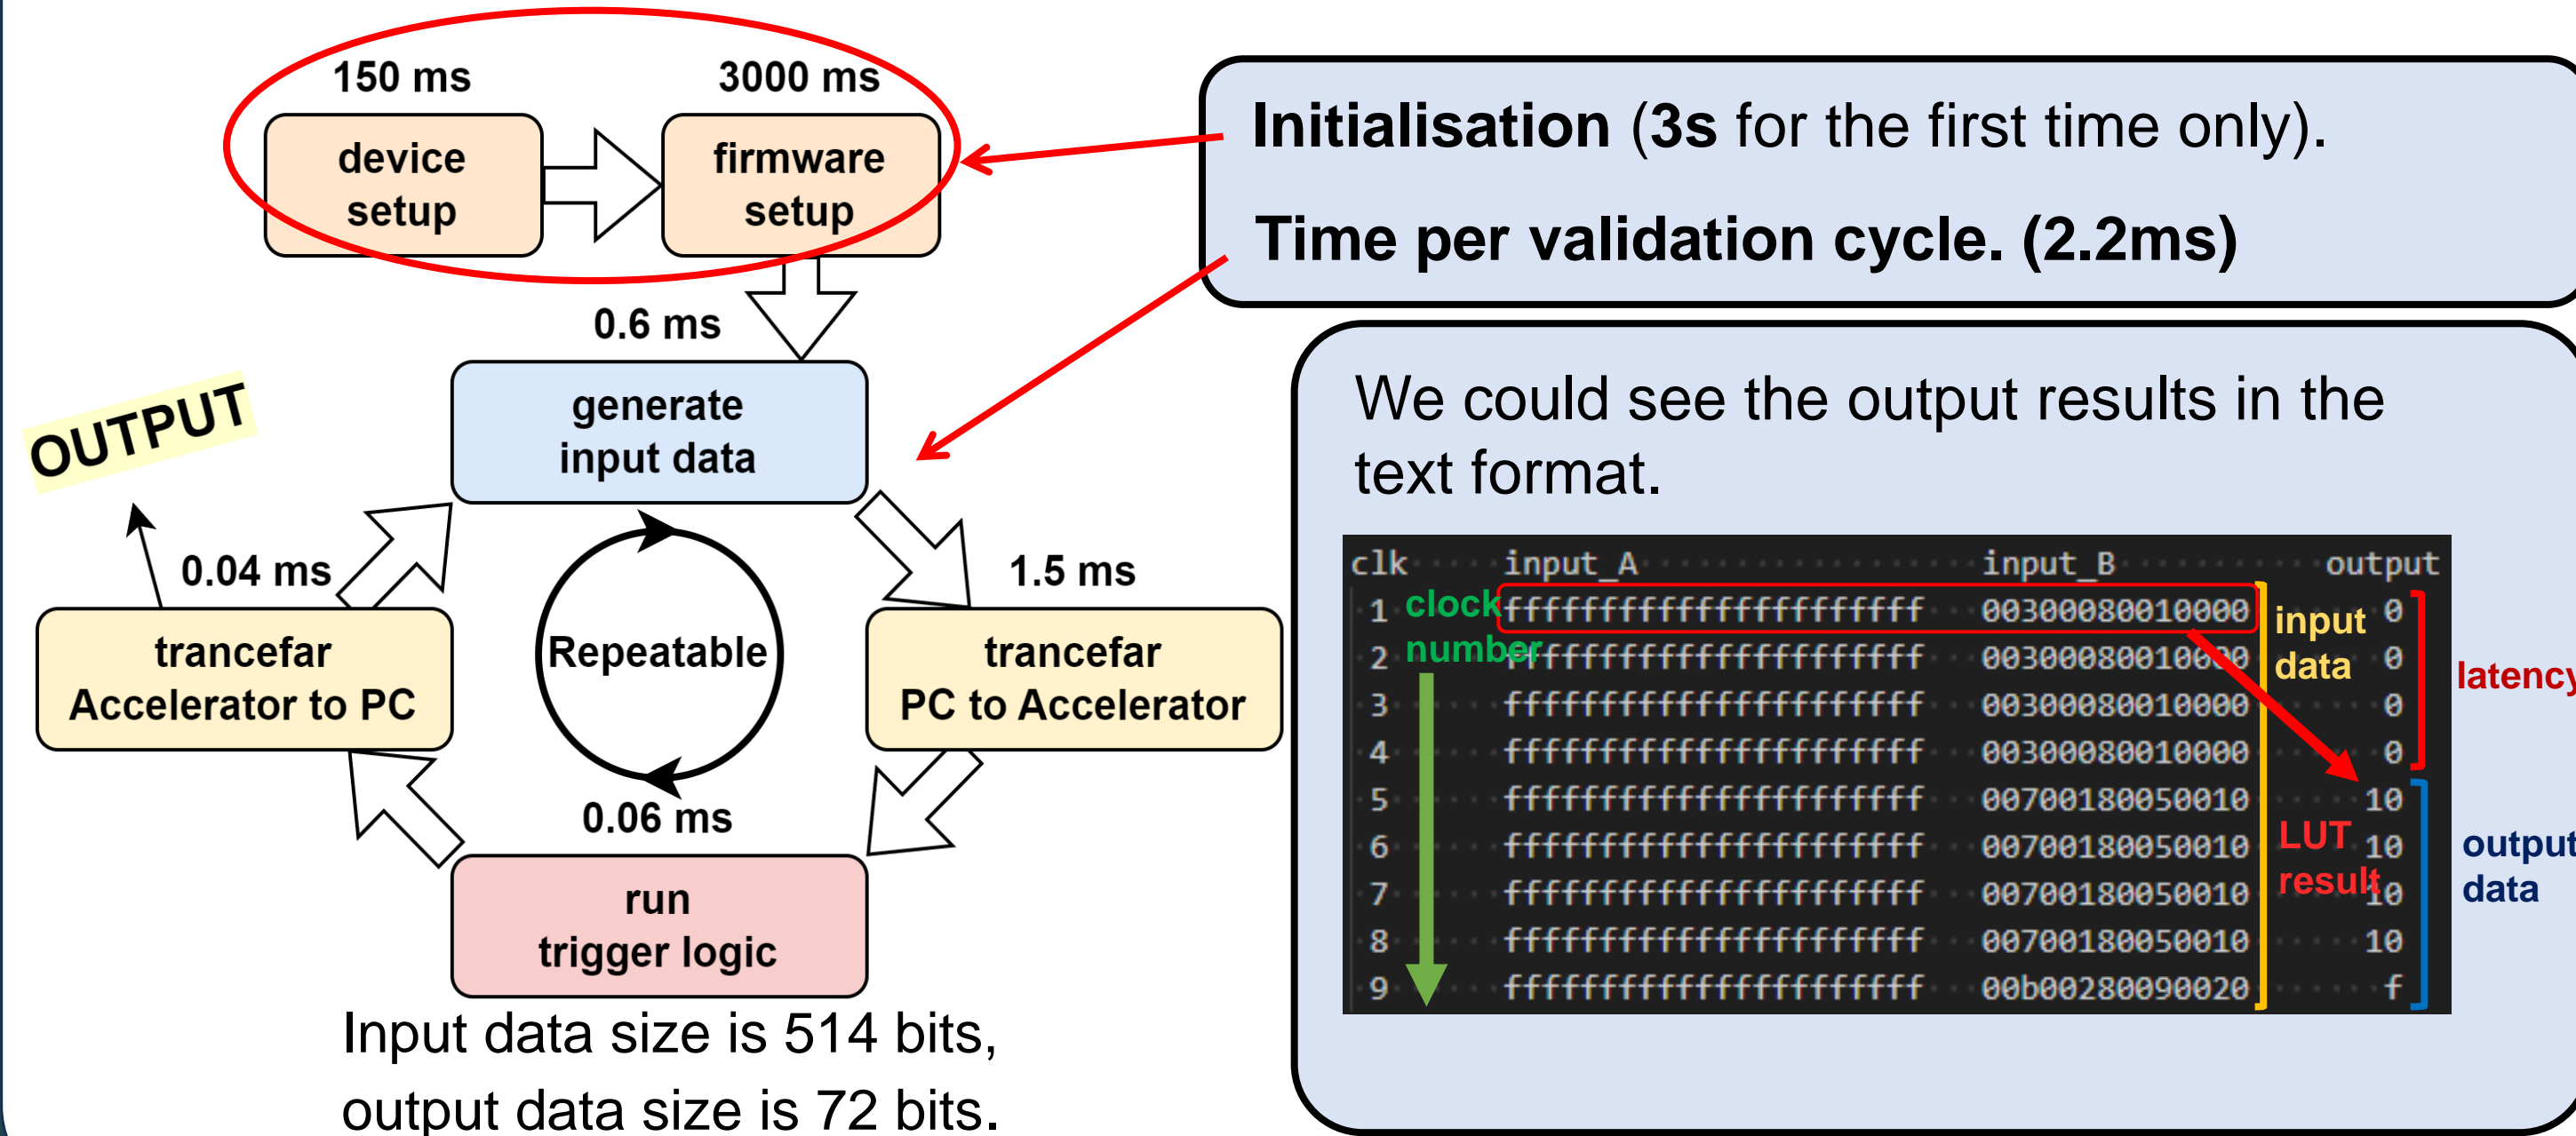 150 ms
3000 ms
device
setup
firmware
setup
Initialisation (3s for the first time only).
Time per validation cycle. (2.2ms)
0.6 ms
generate
input data
OUTPUT
0.04 ms
1.5 ms
trancefar
Accelerator to PC
Repeatable
trancefar
PC to Accelerator
0.06 ms
run
trigger logic
Input data size is 514 bits,
output data size is 72 bits.
We could see the output results in the
text format.
clk input_A input_B output
1 ffffffffffffffffffffff 00300080010000 0
2 ffffffffffffffffffffff 00300080010000 0
3 ffffffffffffffffffffff 00300080010000 0
4 ffffffffffffffffffffff 00300080010000 0
5 ffffffffffffffffffffff 00700180050010 10
6 ffffffffffffffffffffff 00700180050010 10
7 ffffffffffffffffffffff 00700180050010 10
8 ffffffffffffffffffffff 00700180050010 10
9 ffffffffffffffffffffff 00b00280090020 f
clock
number
input
data
latency
LUT
result
output
data